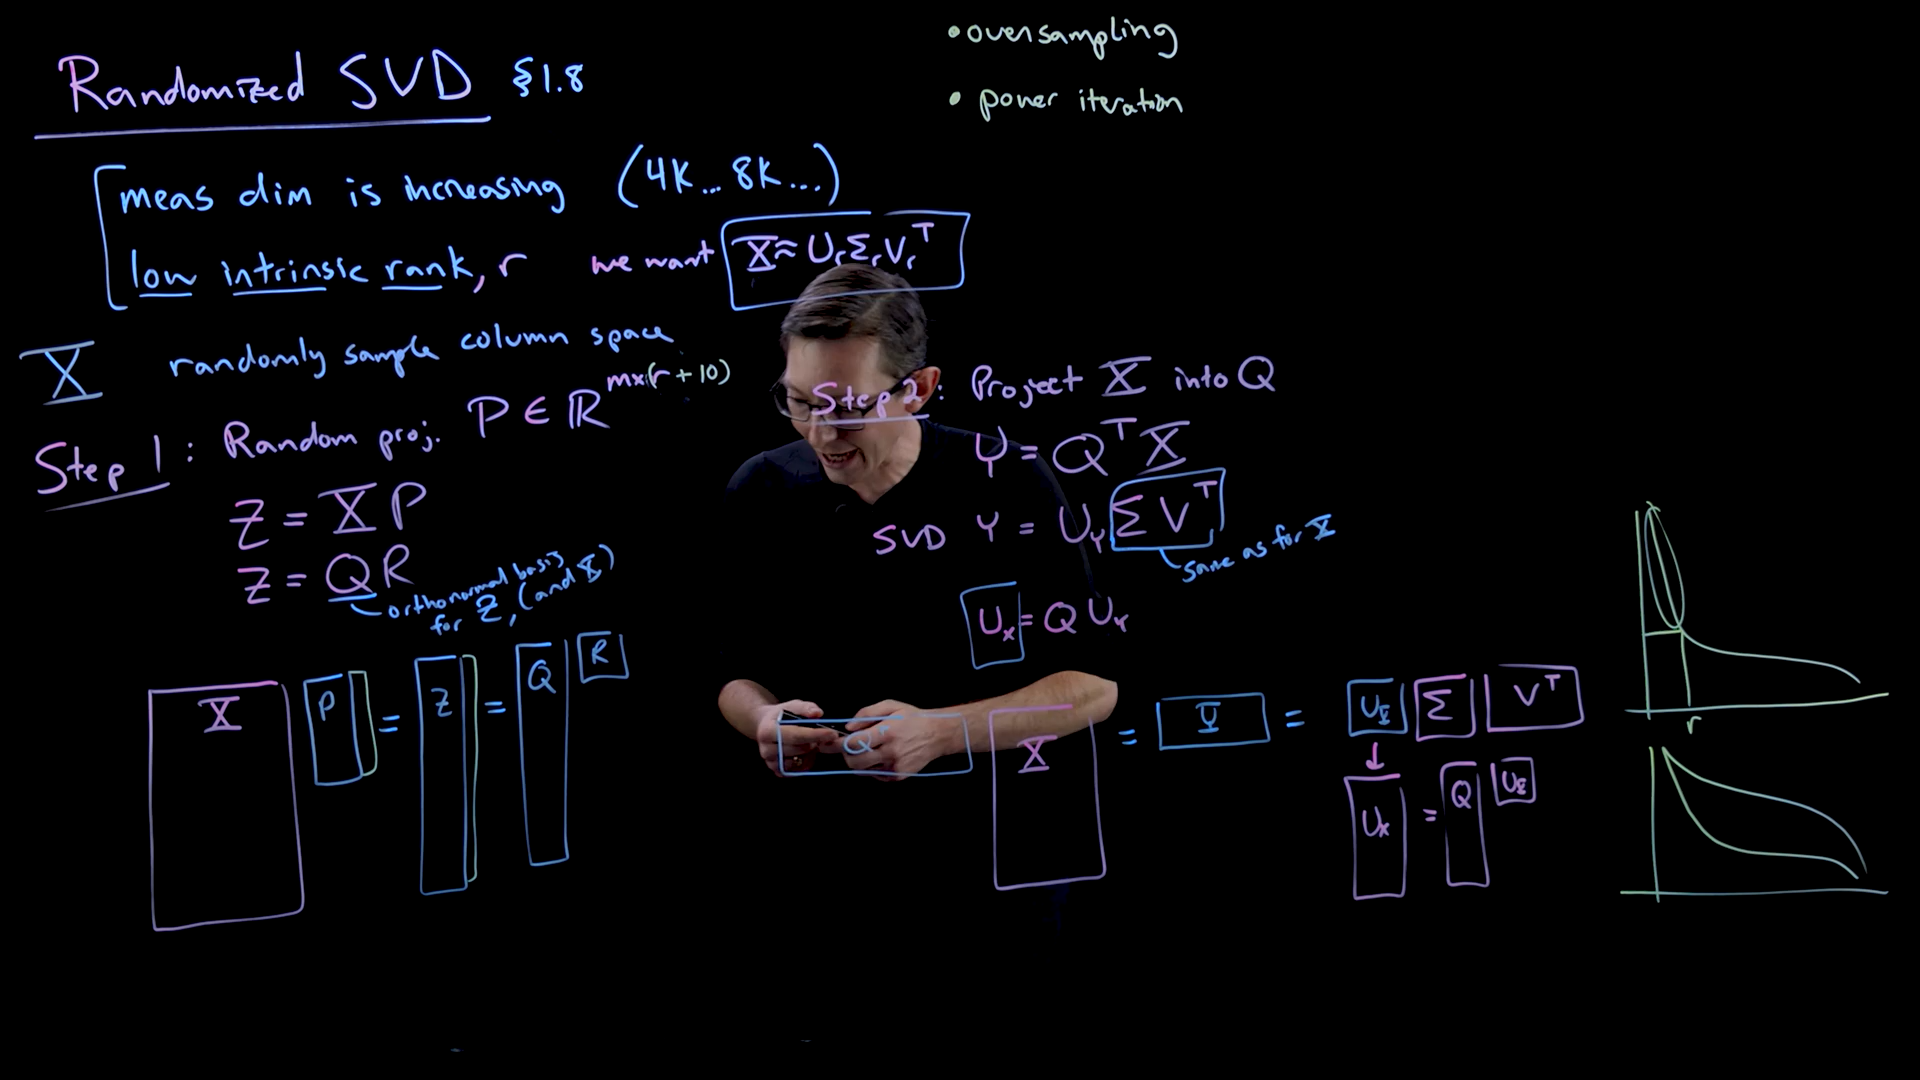 Randomized SVD §1.8
• oversampling
• power iteration
meas dim is increasing (4K... 8K...)
low intrinsic rank, r we want X≈UᵣΣᵣVᵣᵀ
X randomly sample column space
Step 1: Random proj. P ∈ ℝ^{m×(r+10)}
Z = X P
Z = QR
orthonormal basis
for Z, (and X)
X P = Z = Q R
Step 2: Project X into Q
Y = QᵀX
SVD Y = U_Y Σ Vᵀ
same as for X
U_X = Q U_Y
Qᵀ X = Y = U_Y Σ Vᵀ
↓
U_X = Q U_Y
r